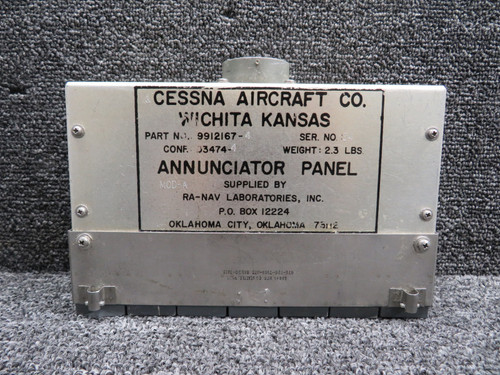 CESSNA AIRCRAFT CO.
WICHITA KANSAS
PART NO. 9912167- SER. NO
CONF. 03474- WEIGHT: 2.3 LBS
ANNUNCIATOR PANEL
SUPPLIED BY
RA-NAV LABORATORIES, INC.
P.O. BOX 12224
OKLAHOMA CITY, OKLAHOMA